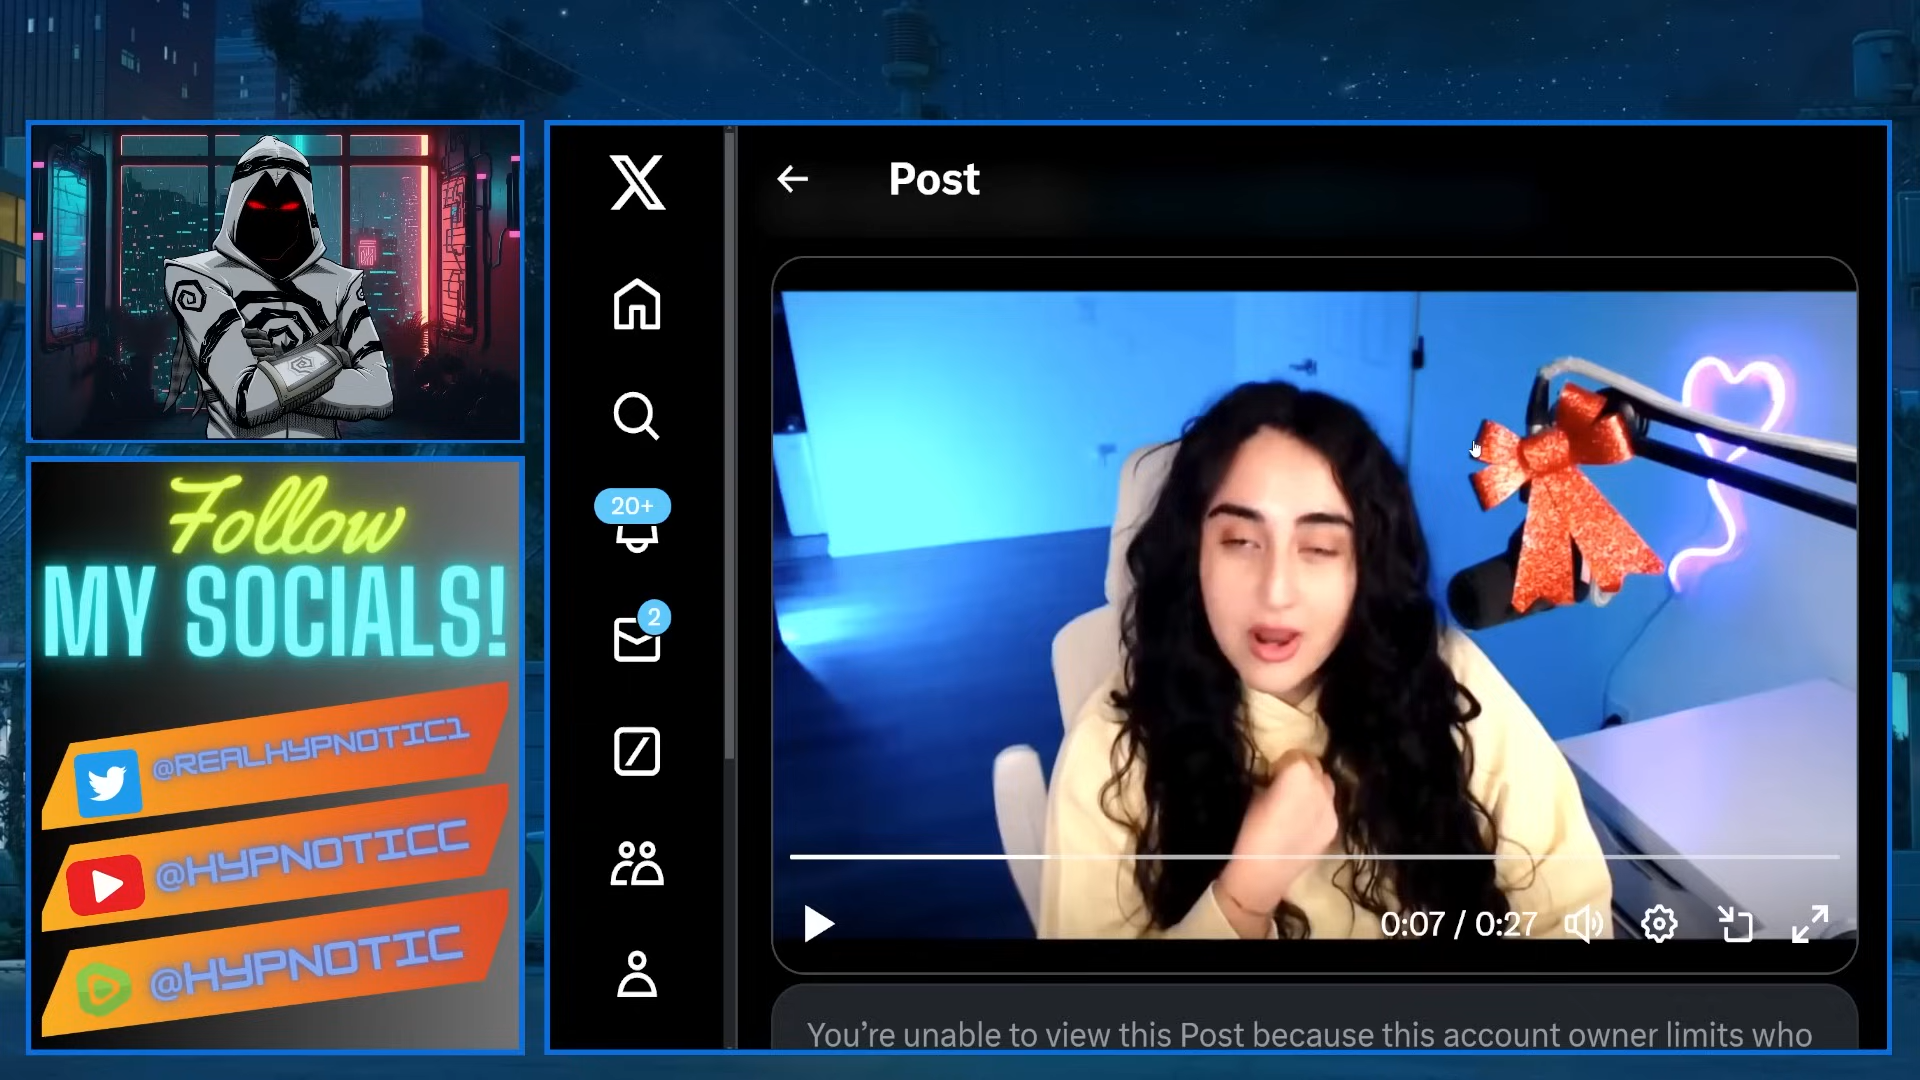 Follow
MY SOCIALS!
@REALHYPNOTIC1
@HYPNOTICC
@HYPNOTIC
Post
20+
2
0:07 / 0:27
You’re unable to view this Post because this account owner limits who